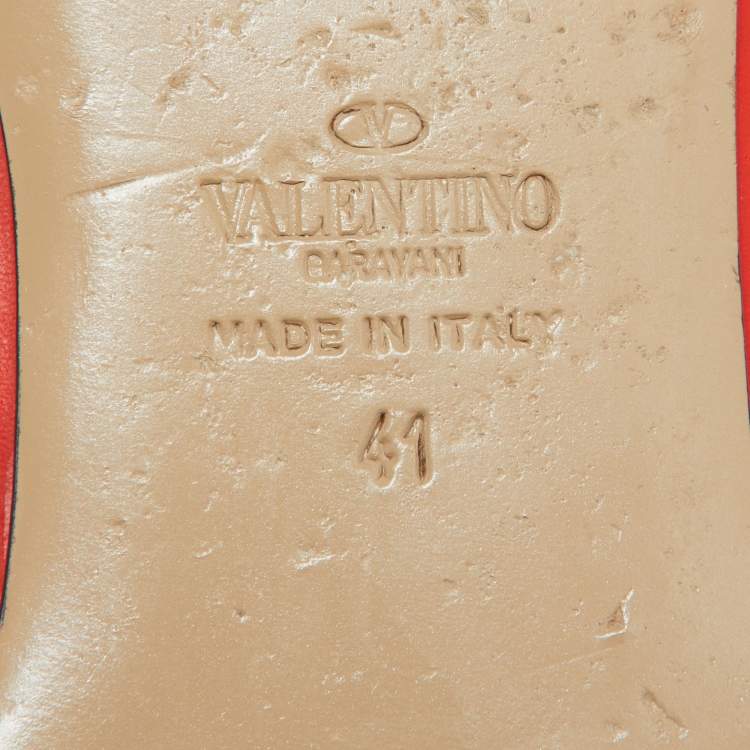 V
VALENTINO
GARAVANI
MADE IN ITALY
41